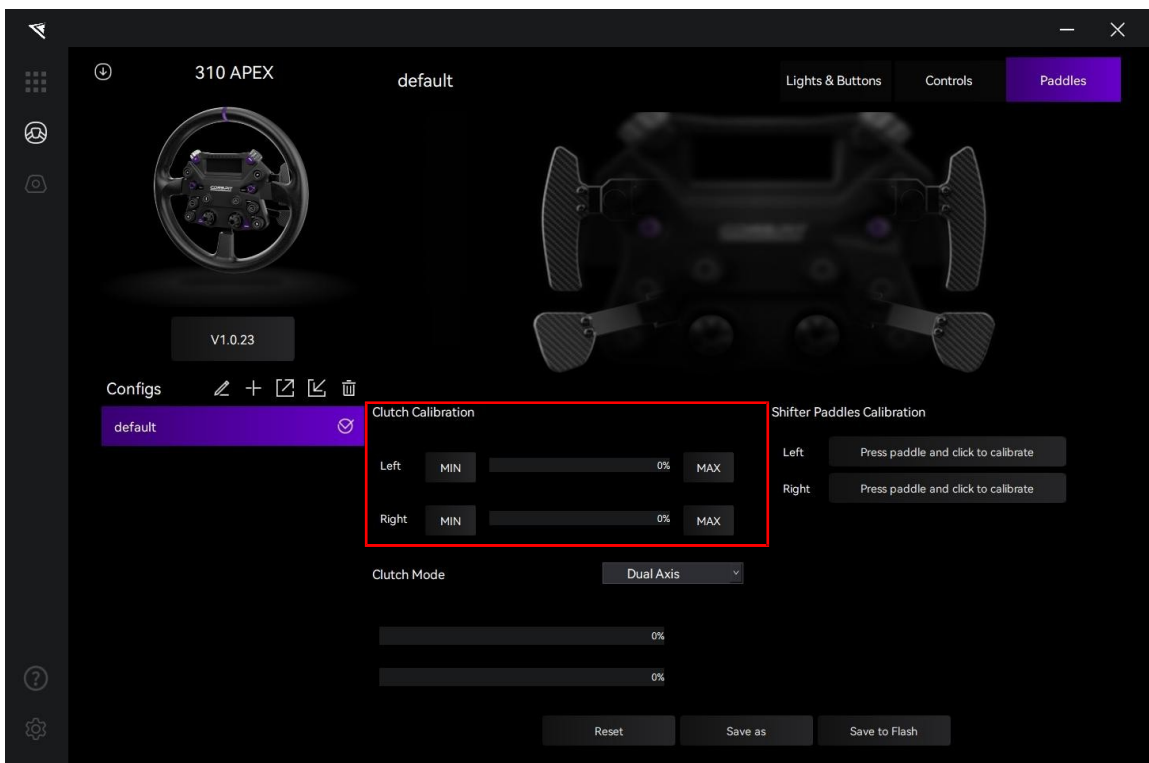 310 APEX
default
Lights & Buttons
Controls
Paddles
V1.0.23
Configs
default
Clutch Calibration
Left MIN 0% MAX
Right MIN 0% MAX
Shifter Paddles Calibration
Left Press paddle and click to calibrate
Right Press paddle and click to calibrate
Clutch Mode Dual Axis
0%
0%
Reset Save as Save to Flash